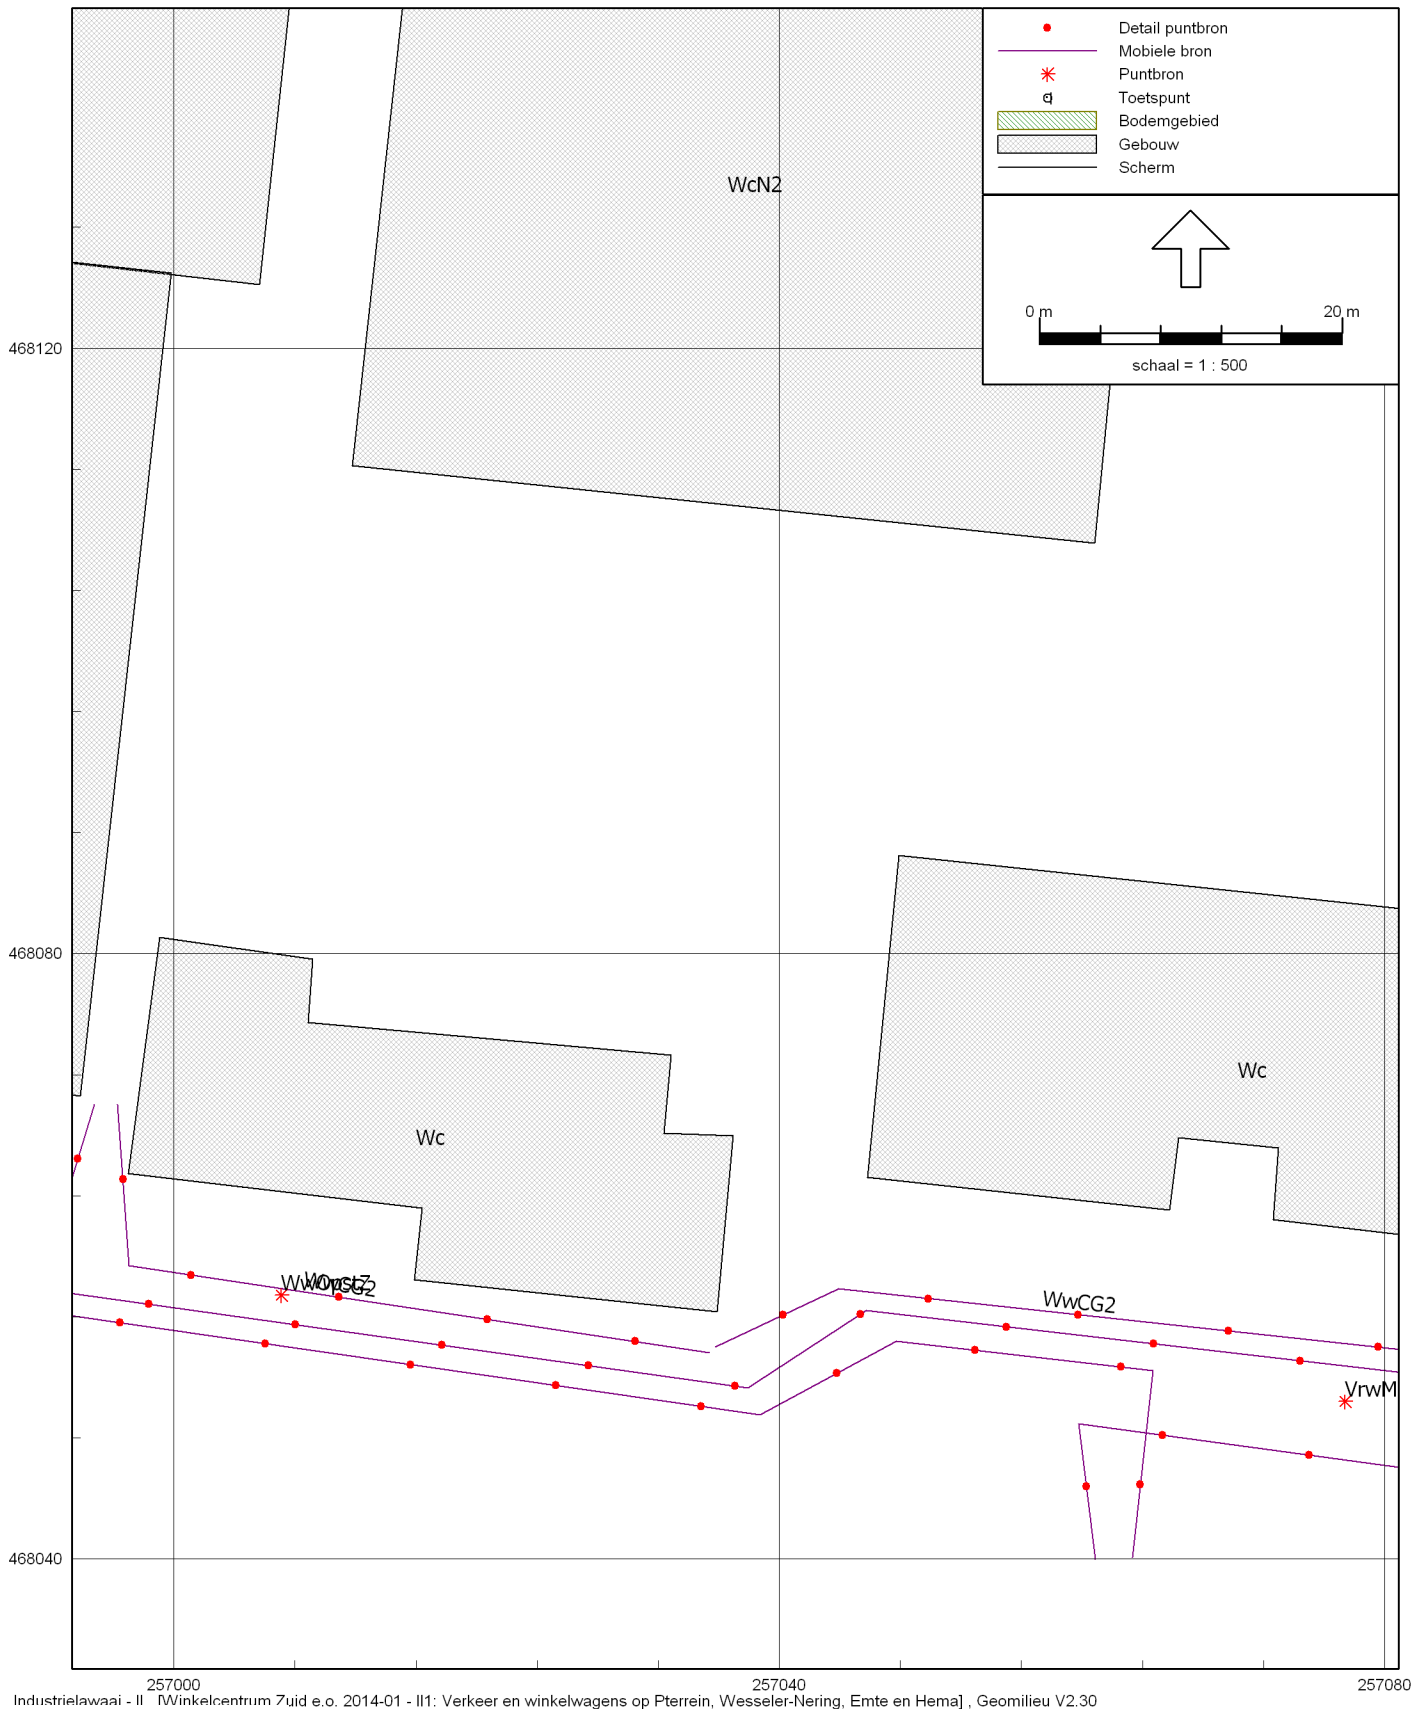 Detail puntbron
Mobiele bron
Puntbron
Toetspunt
Bodemgebied
Gebouw
Scherm
WcN2
0 m
20 m
schaal = 1 : 500
468120
468080
Wc
Wc
WwCG2
VrwM
468040
257000
257040
257080
Industrielawaai - IL, [Winkelcentrum Zuid e.o. 2014-01 - II1: Verkeer en winkelwagens op Pterrein, Wesseler-Nering, Emte en Hema] , Geomilieu V2.30